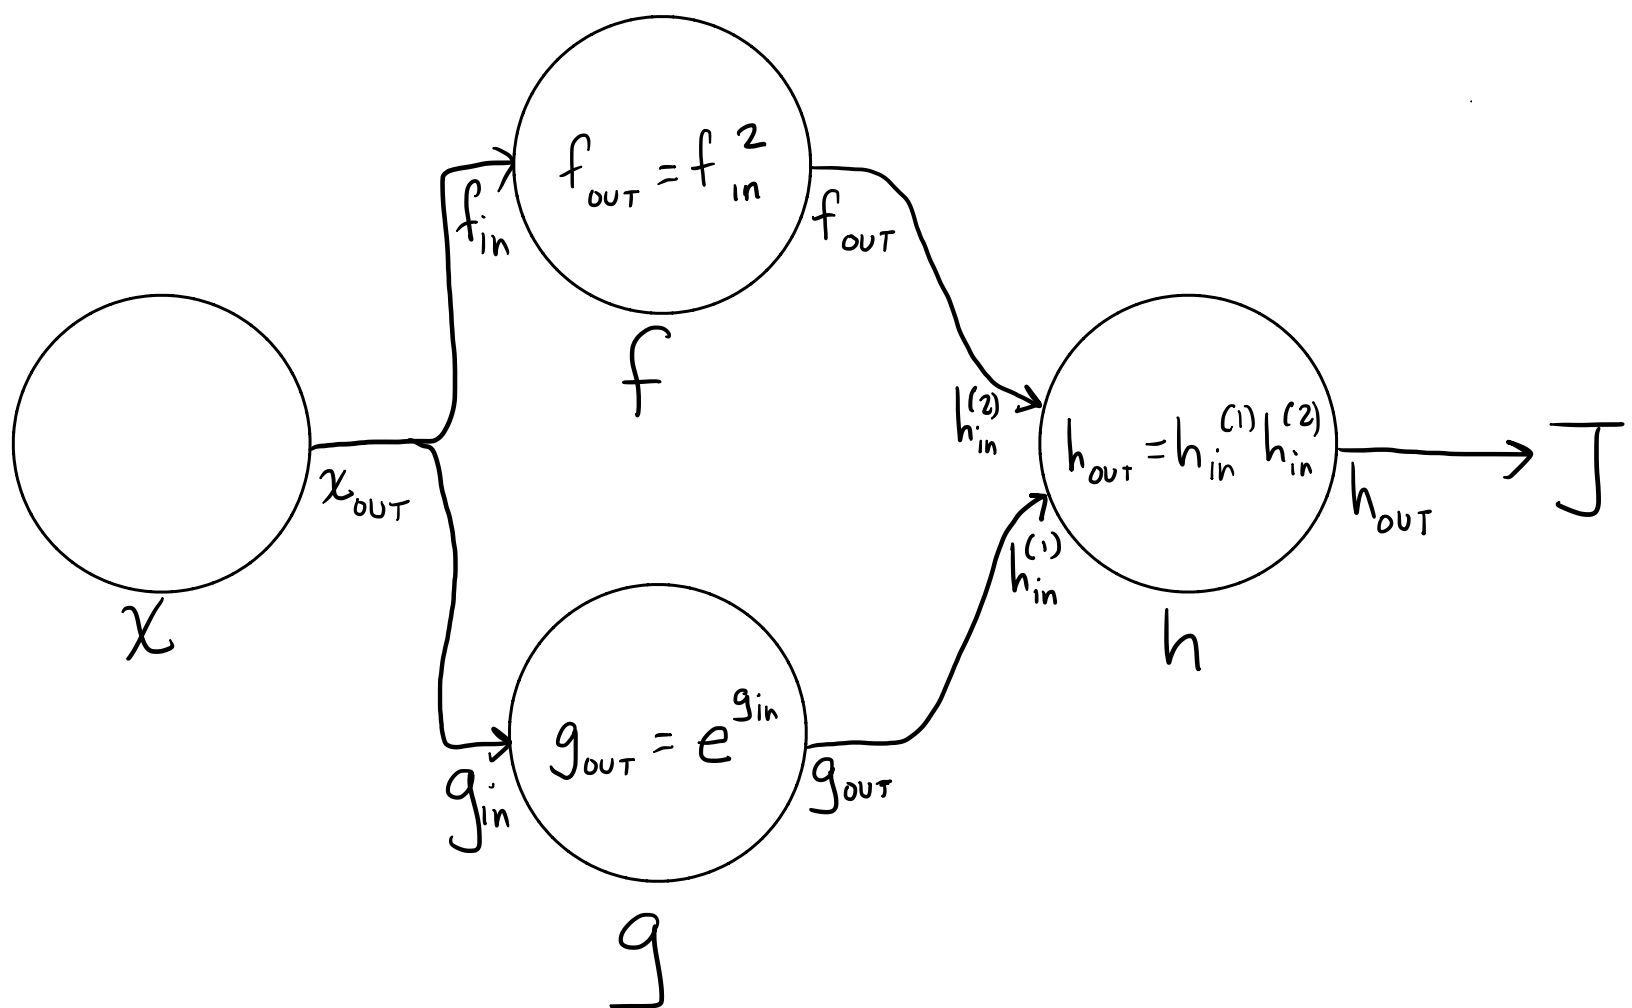 f_OUT = f_in^2
f_in
f_OUT
f
x_OUT
x
h_in^(2)
h_OUT = h_in^(1) h_in^(2)
J
h_OUT
h_in^(1)
h
g_OUT = e^g_in
g_in
g_OUT
g